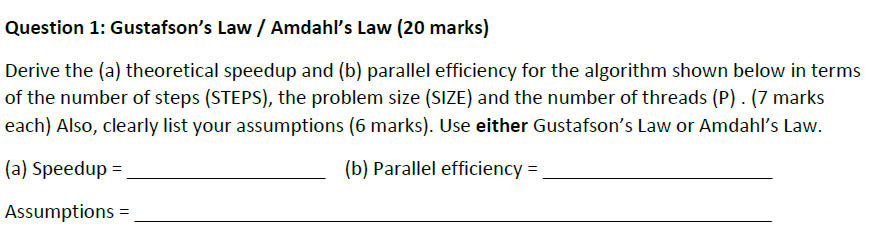 Question 1: Gustafson’s Law / Amdahl’s Law (20 marks)
Derive the (a) theoretical speedup and (b) parallel efficiency for the algorithm shown below in terms
of the number of steps (STEPS), the problem size (SIZE) and the number of threads (P) . (7 marks
each) Also, clearly list your assumptions (6 marks). Use either Gustafson’s Law or Amdahl’s Law.
(a) Speedup = ____________________ (b) Parallel efficiency = _______________________
Assumptions = ________________________________________________________________